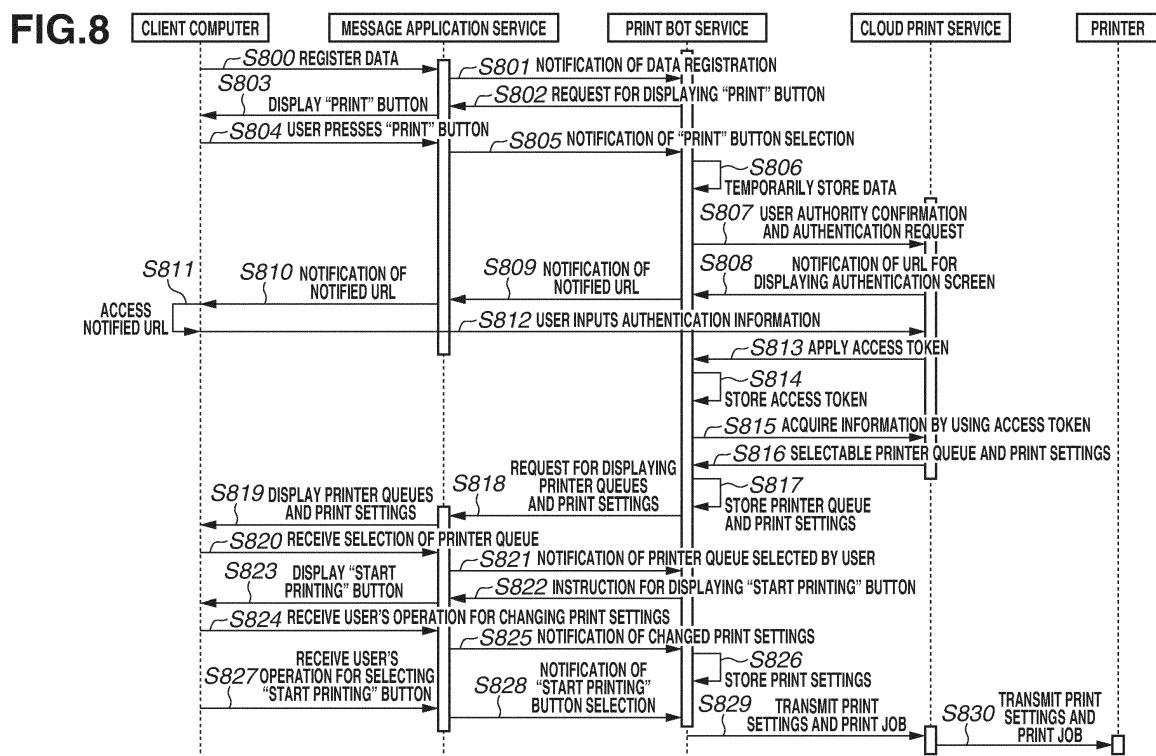 FIG.8
CLIENT COMPUTER
MESSAGE APPLICATION SERVICE
PRINT BOT SERVICE
CLOUD PRINT SERVICE
PRINTER
S800 REGISTER DATA
S801 NOTIFICATION OF DATA REGISTRATION
S802 REQUEST FOR DISPLAYING “PRINT” BUTTON
S803
DISPLAY “PRINT” BUTTON
S804 USER PRESSES “PRINT” BUTTON
S805 NOTIFICATION OF “PRINT” BUTTON SELECTION
S806
TEMPORARILY STORE DATA
S807 USER AUTHORITY CONFIRMATION
AND AUTHENTICATION REQUEST
S808 NOTIFICATION OF URL FOR
DISPLAYING AUTHENTICATION SCREEN
S809 NOTIFICATION OF
NOTIFIED URL
S810 NOTIFICATION OF
NOTIFIED URL
S811
ACCESS
NOTIFIED URL
S812 USER INPUTS AUTHENTICATION INFORMATION
S813 APPLY ACCESS TOKEN
S814
STORE ACCESS TOKEN
S815 ACQUIRE INFORMATION BY USING ACCESS TOKEN
S816 SELECTABLE PRINTER QUEUE AND PRINT SETTINGS
S817
STORE PRINTER QUEUE
AND PRINT SETTINGS
S818 REQUEST FOR DISPLAYING
PRINTER QUEUES
AND PRINT SETTINGS
S819 DISPLAY PRINTER QUEUES
AND PRINT SETTINGS
S820 RECEIVE SELECTION OF PRINTER QUEUE
S821 NOTIFICATION OF PRINTER QUEUE SELECTED BY USER
S822 INSTRUCTION FOR DISPLAYING “START PRINTING” BUTTON
S823 DISPLAY “START
PRINTING” BUTTON
S824 RECEIVE USER’S OPERATION FOR CHANGING PRINT SETTINGS
S825 NOTIFICATION OF CHANGED PRINT SETTINGS
S826
STORE PRINT SETTINGS
S827 RECEIVE USER’S
OPERATION FOR SELECTING
“START PRINTING” BUTTON
S828 NOTIFICATION OF
“START PRINTING”
BUTTON SELECTION
S829 TRANSMIT PRINT
SETTINGS AND PRINT JOB
S830 TRANSMIT PRINT
SETTINGS AND
PRINT JOB